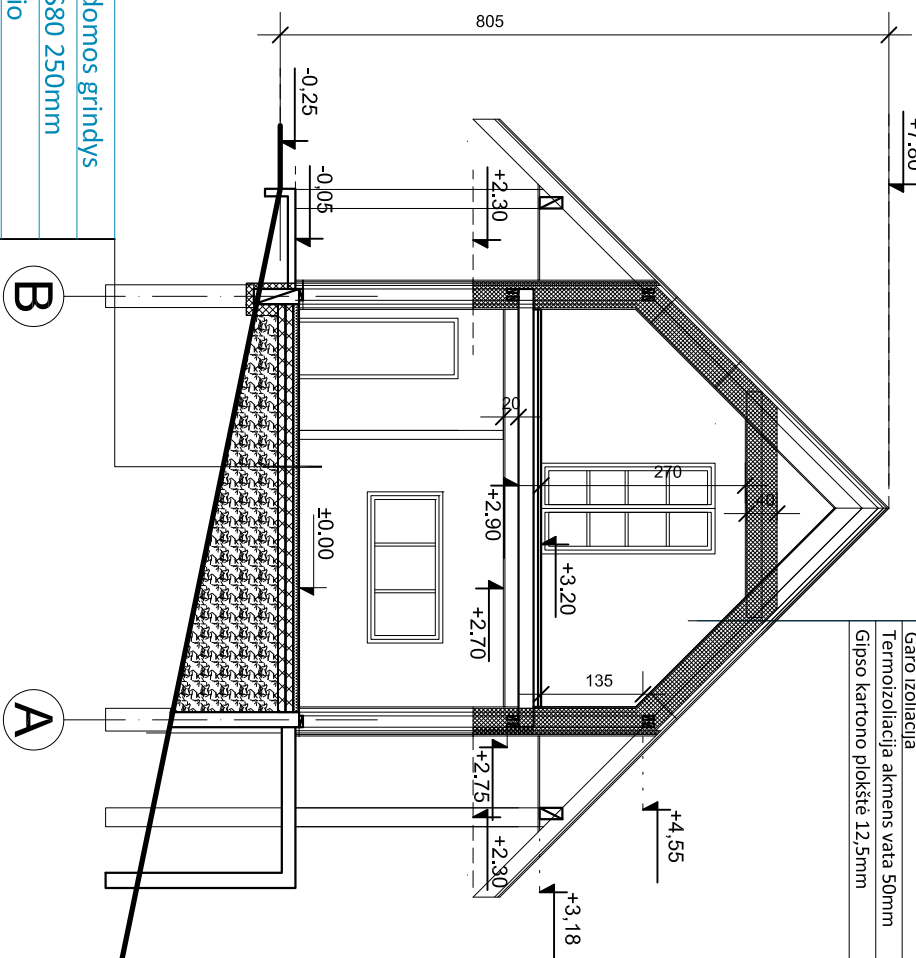 805
+7.80
-0,25
-0,05
+2.30
20
270
40
+2.90
+3.20
±0.00
+2.70
135
+2.75
+2.30
+4,55
+3,18
B
A
domos grindys
680 250mm
io
Garo izoliacija
Termoizoliacija akmens vata 50mm
Gipso kartono plokštė 12,5mm